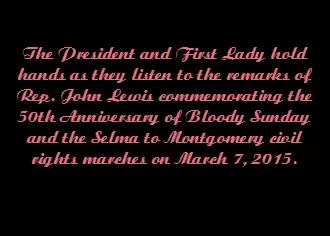 The President and First Lady hold
hands as they listen to the remarks of
Rep. John Lewis commemorating the
50th Anniversary of Bloody Sunday
and the Selma to Montgomery civil
rights marches on March 7, 2015.